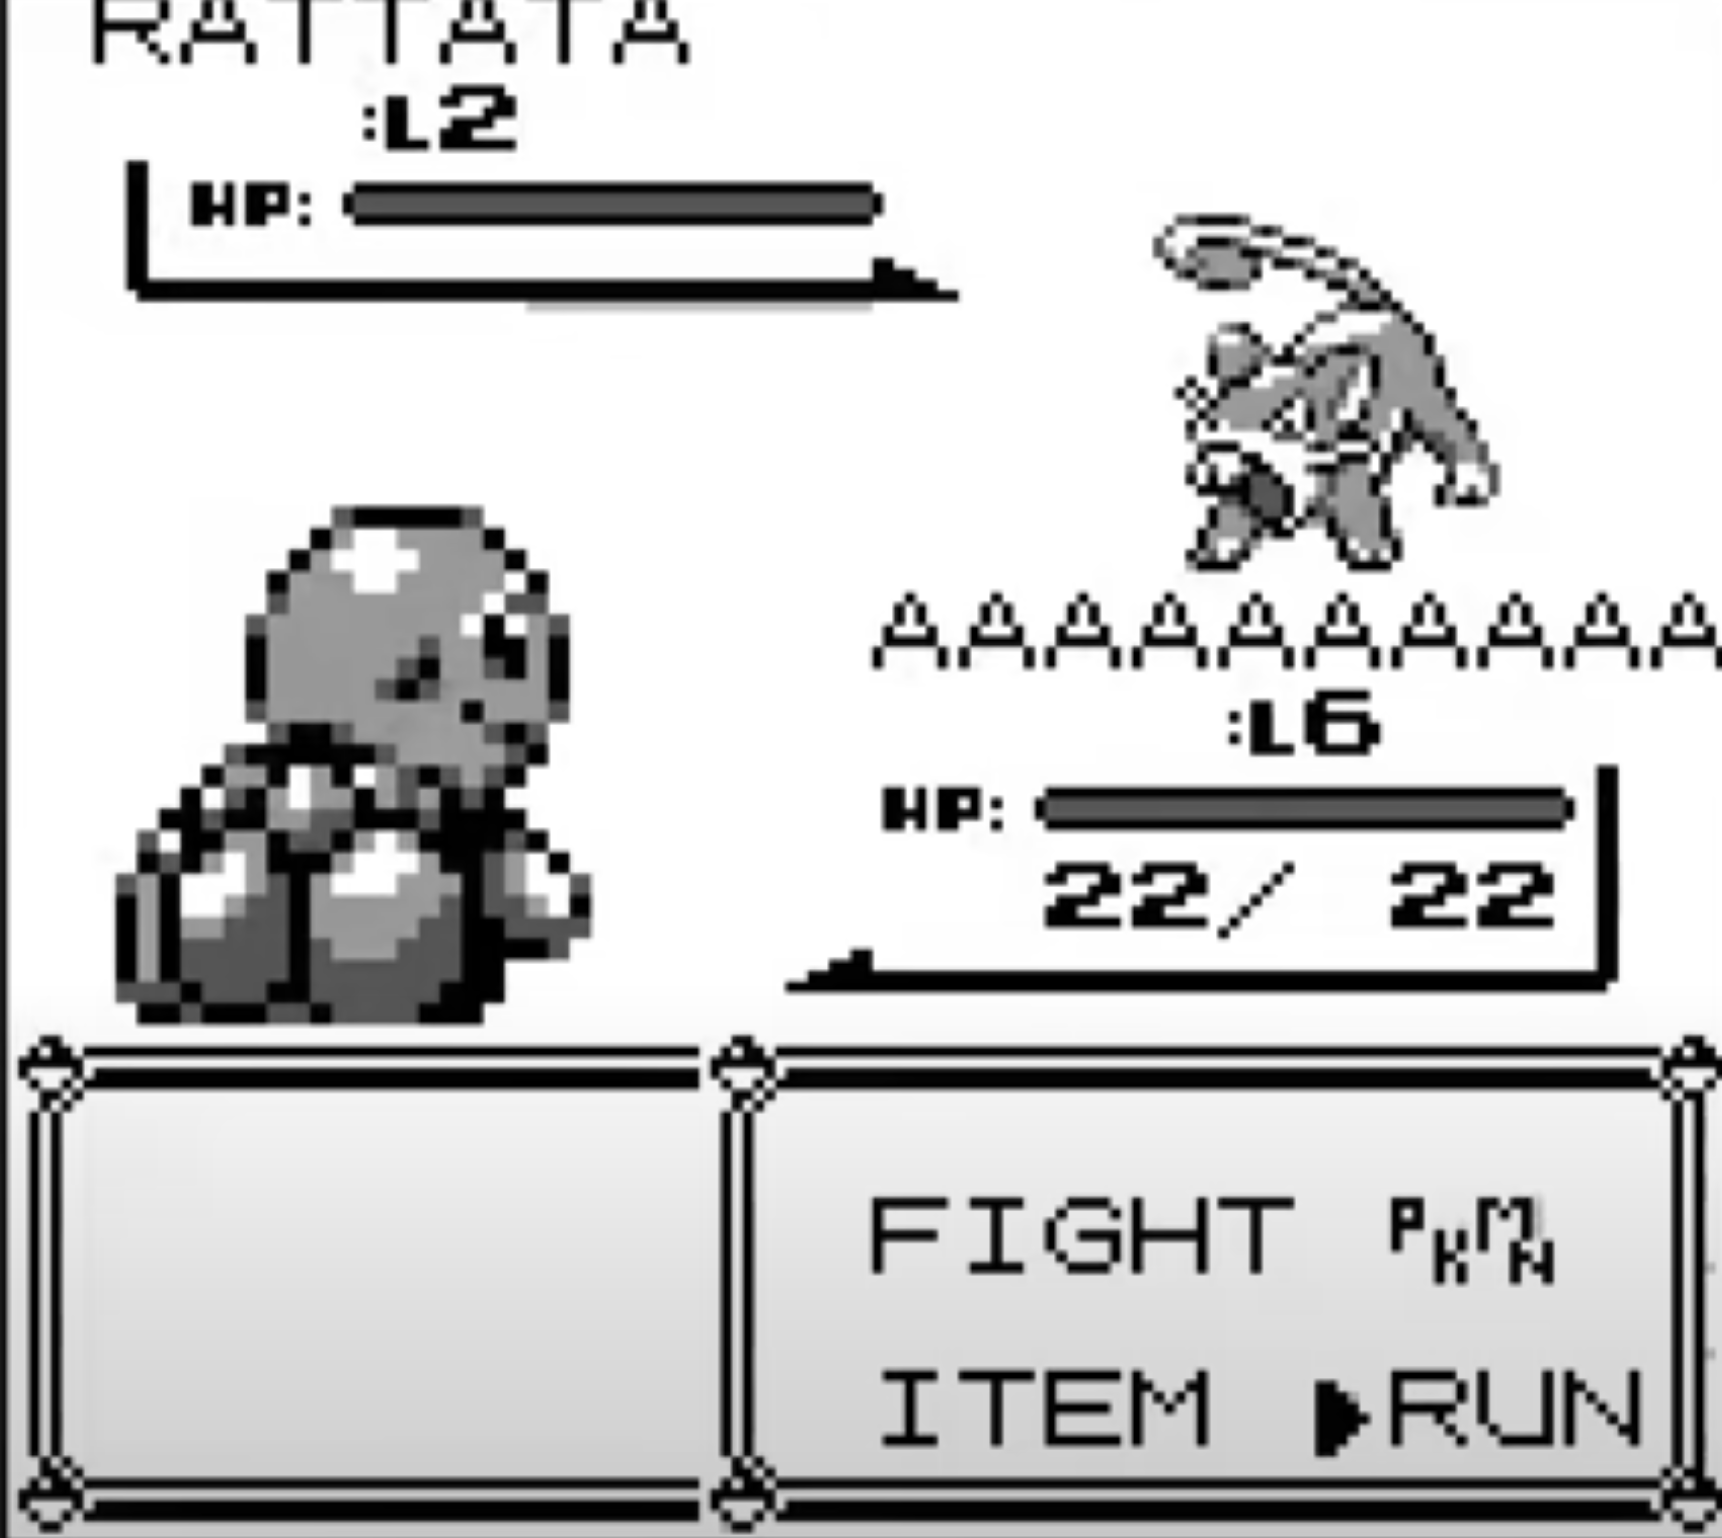 RATTATA
:L2
HP:
AAAAAAAAAA
:L6
HP:
22/ 22
FIGHT PKMN
ITEM ▶RUN